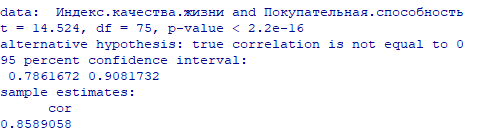 data:  Индекс.качества.жизни and Покупательная.способность
t = 14.524, df = 75, p-value < 2.2e-16
alternative hypothesis: true correlation is not equal to 0
95 percent confidence interval:
 0.7861672 0.9081732
sample estimates:
      cor
0.8589058